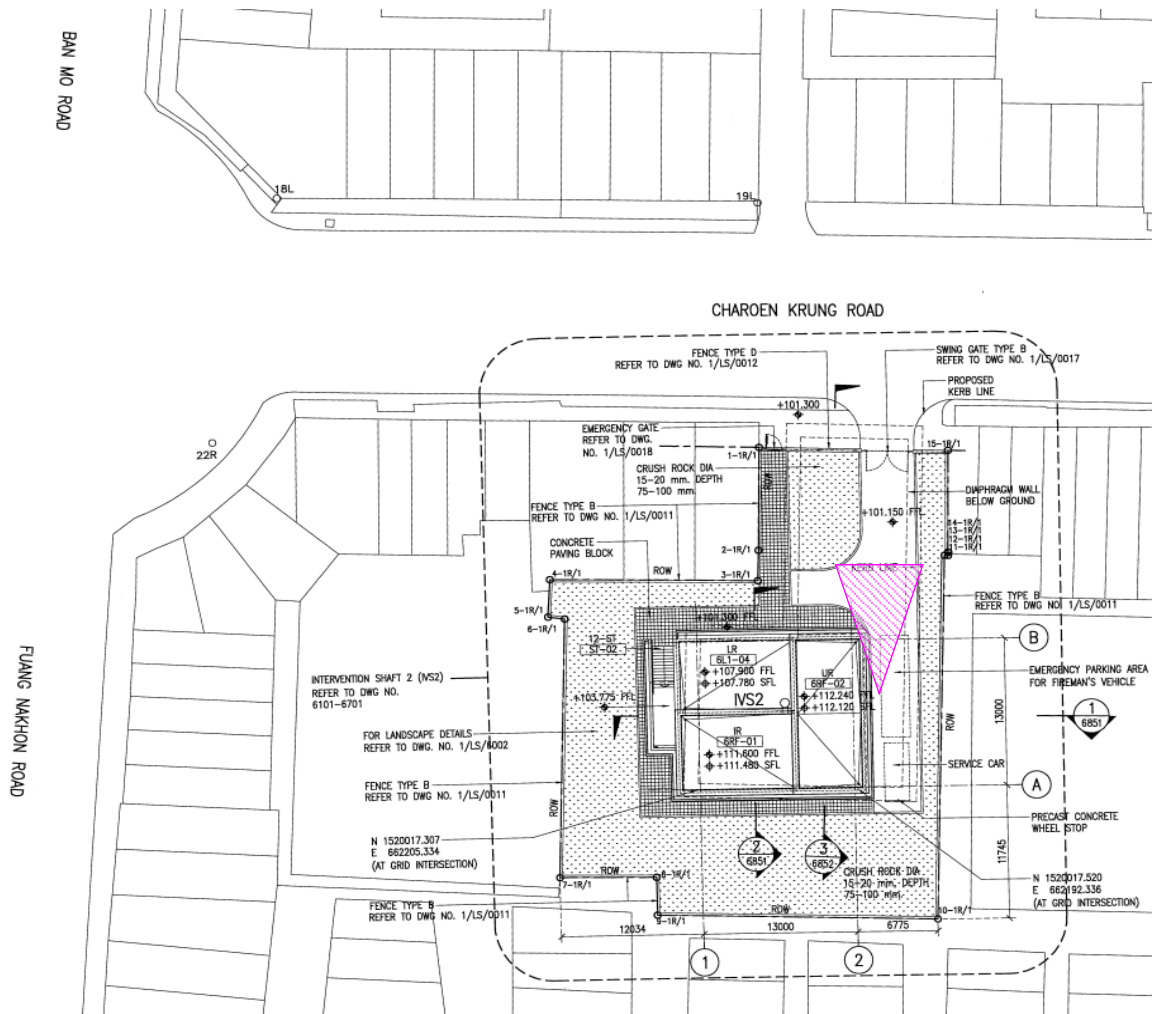 BAN MO ROAD
18L
19L
CHAROEN KRUNG ROAD
FENCE TYPE D
REFER TO DWG NO. 1/LS/0012
SWING GATE TYPE B
REFER TO DWG NO. 1/LS/0017
PROPOSED
KERB LINE
+101.300
EMERGENCY GATE
REFER TO DWG.
NO. 1/LS/0018
1-1R/1
15-1R/1
22R
CRUSH ROCK DIA
15-20 mm. DEPTH
75-100 mm.
ROW
DIAPHRAGM WALL
BELOW GROUND
FENCE TYPE B
REFER TO DWG NO. 1/LS/0011
+101.150 FFL
14-1R/1
13-1R/1
12-1R/1
11-1R/1
CONCRETE
PAVING BLOCK
2-1R/1
KERB LINE
4-1R/1
ROW
3-1R/1
FENCE TYPE B
REFER TO DWG NO. 1/LS/0011
5-1R/1
6-1R/1
+101.300 FFL
B
12-ST
ST-02
LR
6L1-04
+107.900 FFL
+107.780 SFL
UR
6RF-02
+112.240 FFL
+112.120 SFL
EMERGENCY PARKING AREA
FOR FIREMAN'S VEHICLE
FUANG NAKHON ROAD
INTERVENTION SHAFT 2 (IVS2)
REFER TO DWG NO.
6101-6701
IVS2
+103.775 FFL
13000
1
6851
ROW
FOR LANDSCAPE DETAILS
REFER TO DWG. NO. 1/LS/6002
IR
6RF-01
+111.600 FFL
+111.480 SFL
SERVICE CAR
FENCE TYPE B
REFER TO DWG NO. 1/LS/0011
A
ROW
PRECAST CONCRETE
WHEEL STOP
N 1520017.307
E 662205.334
(AT GRID INTERSECTION)
2
6851
3
6852
11745
CRUSH ROCK DIA
15-20 mm. DEPTH
75-100 mm.
N 1520017.520
E 662192.336
(AT GRID INTERSECTION)
7-1R/1
ROW
8-1R/1
FENCE TYPE B
REFER TO DWG NO. 1/LS/0011
9-1R/1
ROW
10-1R/1
12034
13000
6775
1
2